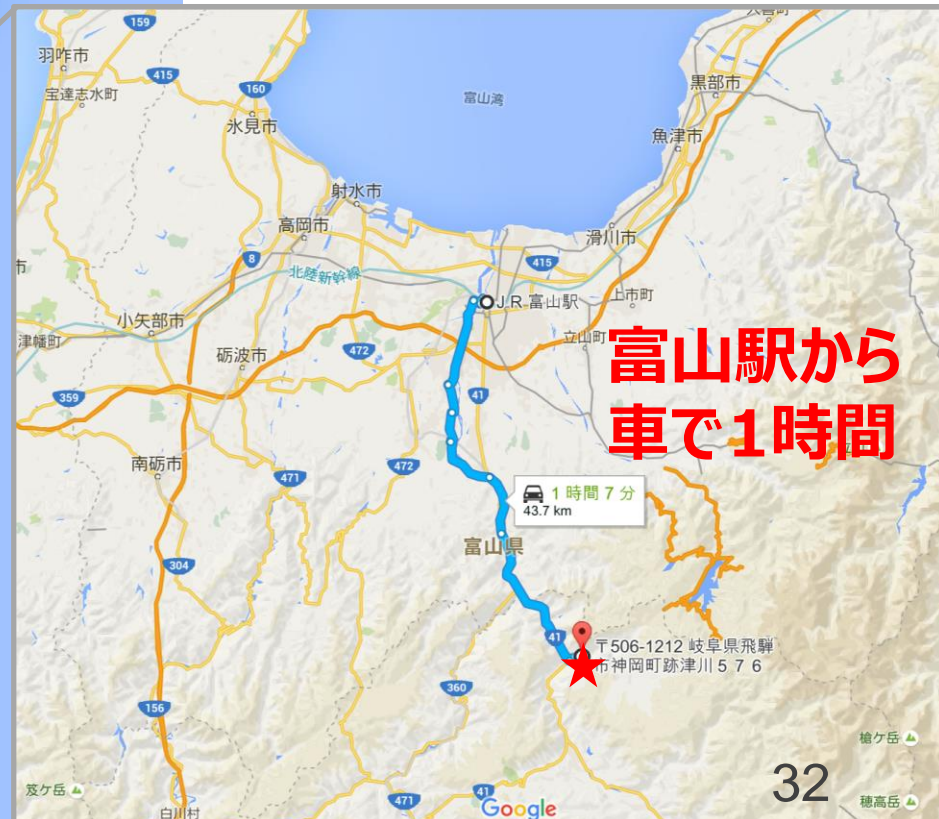 159
羽咋市
415
宝達志水町
160
氷見市
富山湾
黒部市
魚津市
射水市
高岡市
滑川市
8
415
北陸新幹線
J R 富山駅
上市町
市
小矢部市
津幡町
立山町
砺波市
472
富山駅から
車で1時間
359
41
南砺市
472
471
1 時間 7 分
43.7 km
富山県
304
41
〒506-1212 岐阜県飛騨
市神岡町跡津川5 7 6
360
156
槍ケ岳
32
笈ケ岳
471
41
Google
穂高岳
白川村